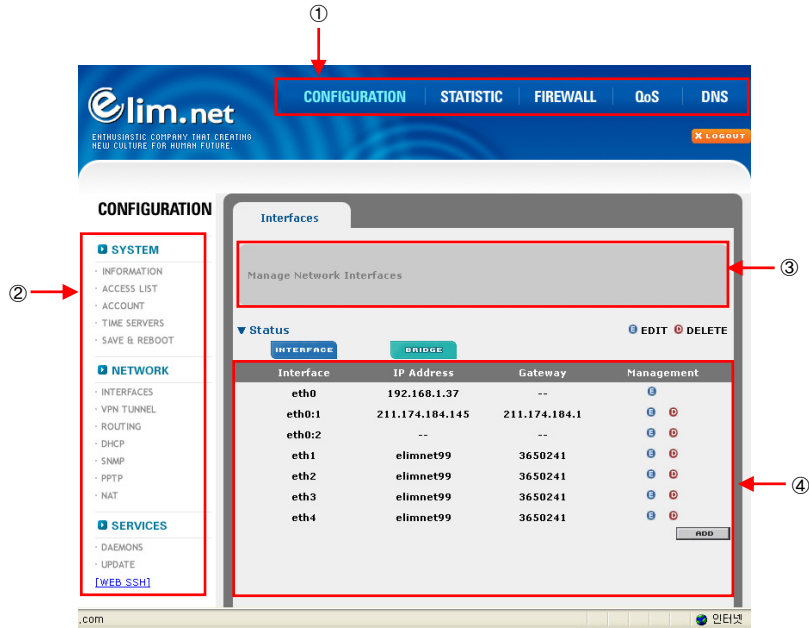 ①
CONFIGURATION STATISTIC FIREWALL QoS DNS
elim.net
ENTHUSIASTIC COMPANY THAT CREATING
NEW CULTURE FOR HUMAN FUTURE.
X LOGOUT
CONFIGURATION
Interfaces
②
SYSTEM
· INFORMATION
· ACCESS LIST
· ACCOUNT
· TIME SERVERS
· SAVE & REBOOT
NETWORK
· INTERFACES
· VPN TUNNEL
· ROUTING
· DHCP
· SNMP
· PPTP
· NAT
SERVICES
· DAEMONS
· UPDATE
[WEB SSH]
Manage Network Interfaces
③
▼ Status
E EDIT D DELETE
INTERFACE BRIDGE
Interface IP Address Gateway Management
eth0 192.168.1.37 -- E
eth0:1 211.174.184.145 211.174.184.1 E D
eth0:2 -- -- E D
eth1 elimnet99 3650241 E D
eth2 elimnet99 3650241 E D
eth3 elimnet99 3650241 E D
eth4 elimnet99 3650241 E D
④
ADD
.com
인터넷